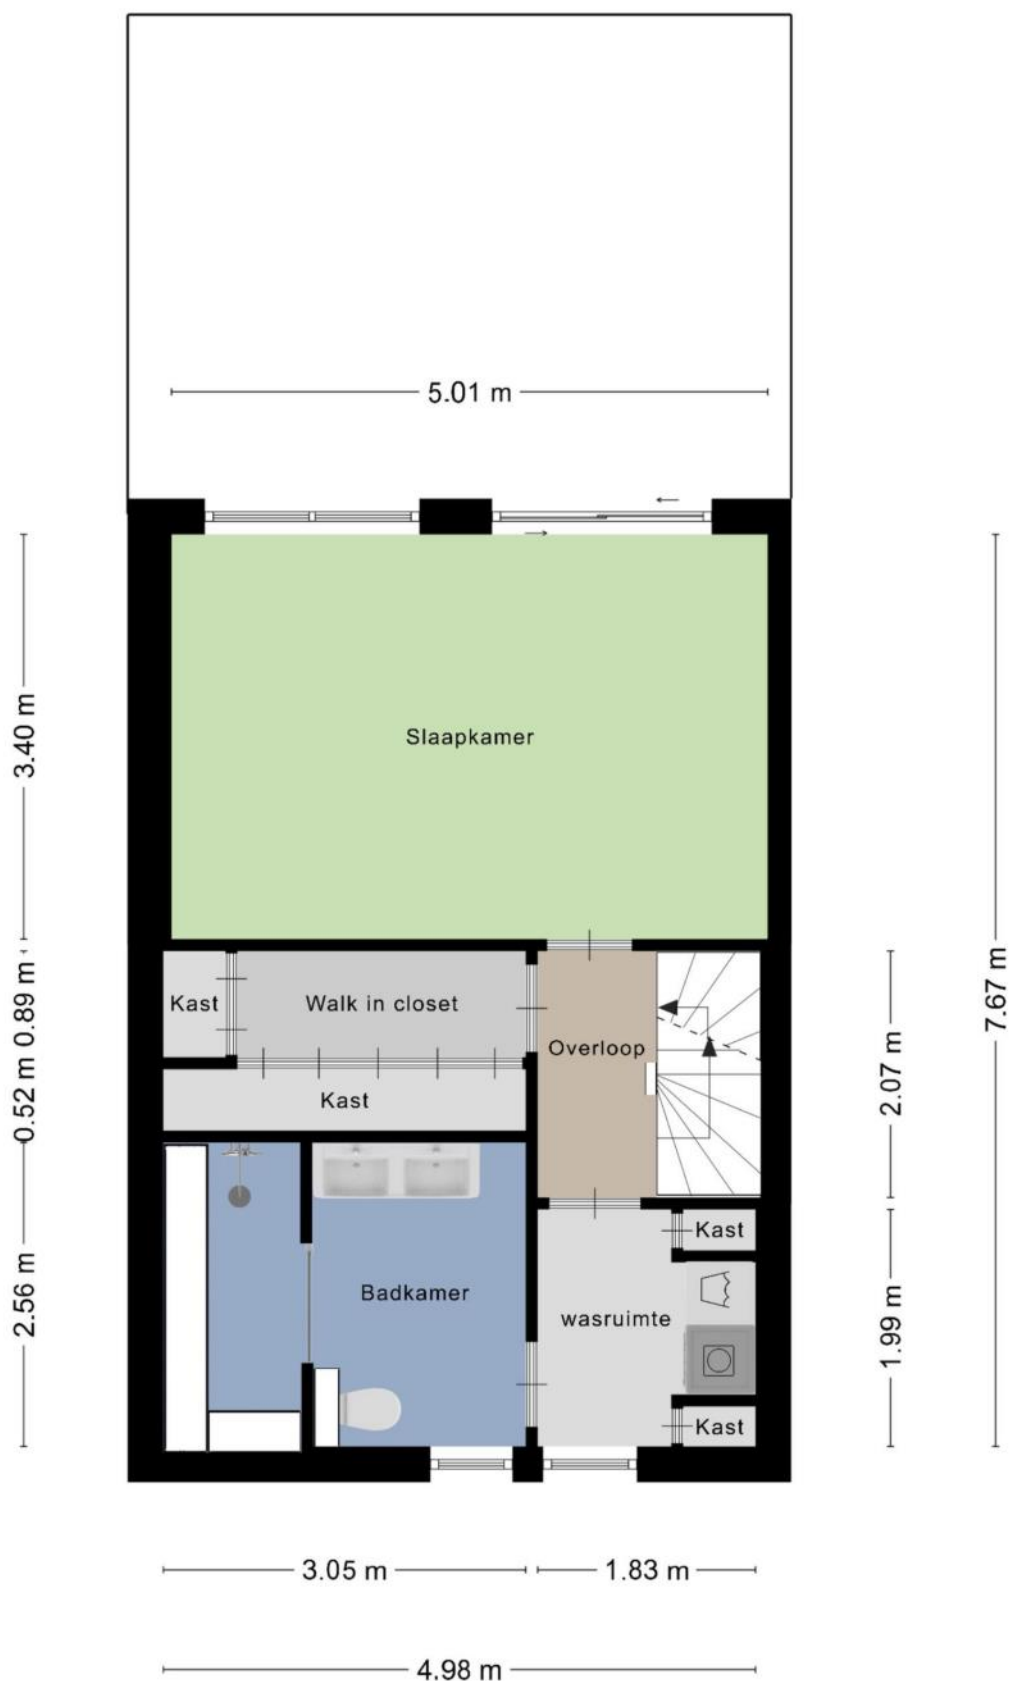 5.01 m
3.40 m
Slaapkamer
7.67 m
0.89 m
Kast
Walk in closet
Overloop
2.07 m
0.52 m
Kast
2.56 m
Badkamer
Kast
wasruimte
1.99 m
Kast
3.05 m
1.83 m
4.98 m